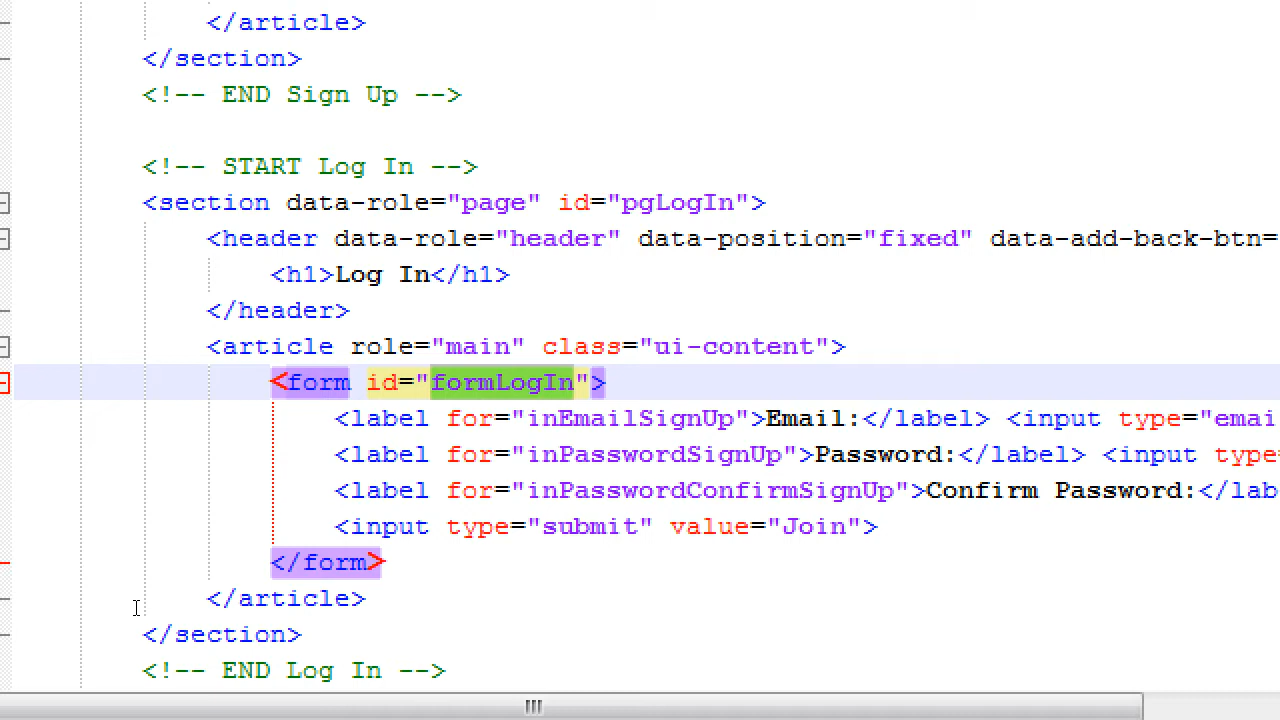 </article>
</section>
<!-- END Sign Up -->
<!-- START Log In -->
<section data-role="page" id="pgLogIn">
<header data-role="header" data-position="fixed" data-add-back-btn=
<h1>Log In</h1>
</header>
<article role="main" class="ui-content">
<form id="formLogIn">
<label for="inEmailSignUp">Email:</label> <input type="emai
<label for="inPasswordSignUp">Password:</label> <input type=
<label for="inPasswordConfirmSignUp">Confirm Password:</lab
<input type="submit" value="Join">
</form>
</article>
</section>
<!-- END Log In -->